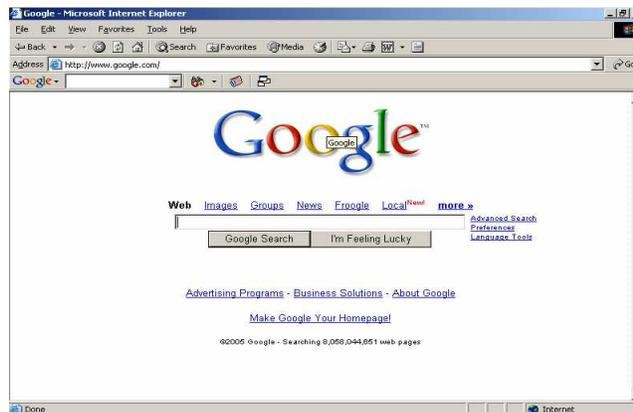 Google - Microsoft Internet Explorer
File Edit View Favorites Tools Help
Back Search Favorites Media
Address http://www.google.com/ Go
Google
Google™
Google
Web Images Groups News Froogle Local New! more »
Advanced Search
Preferences
Language Tools
Google Search I'm Feeling Lucky
Advertising Programs - Business Solutions - About Google
Make Google Your Homepage!
©2005 Google - Searching 8,058,044,651 web pages
Done Internet